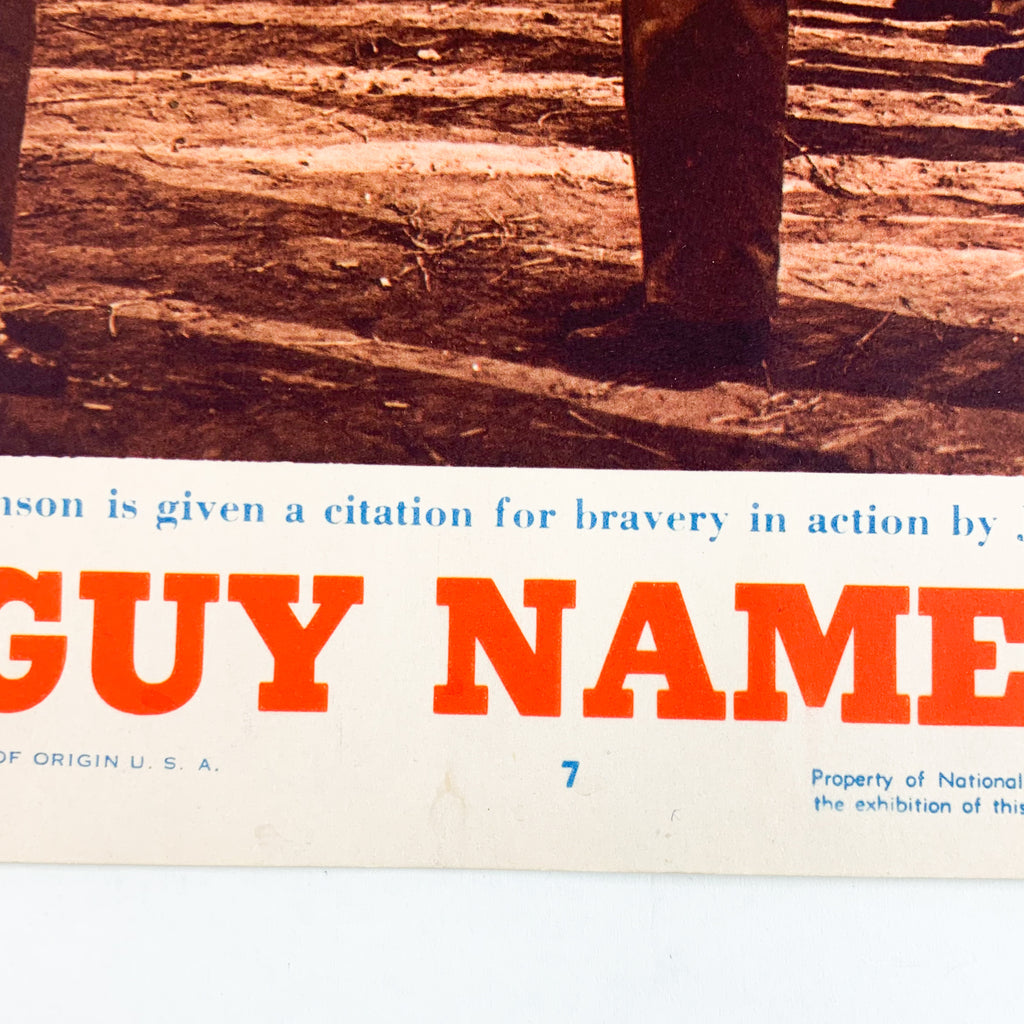 nson is given a citation for bravery in action by J
GUY NAME
OF ORIGIN U. S. A.
7
Property of National
the exhibition of this